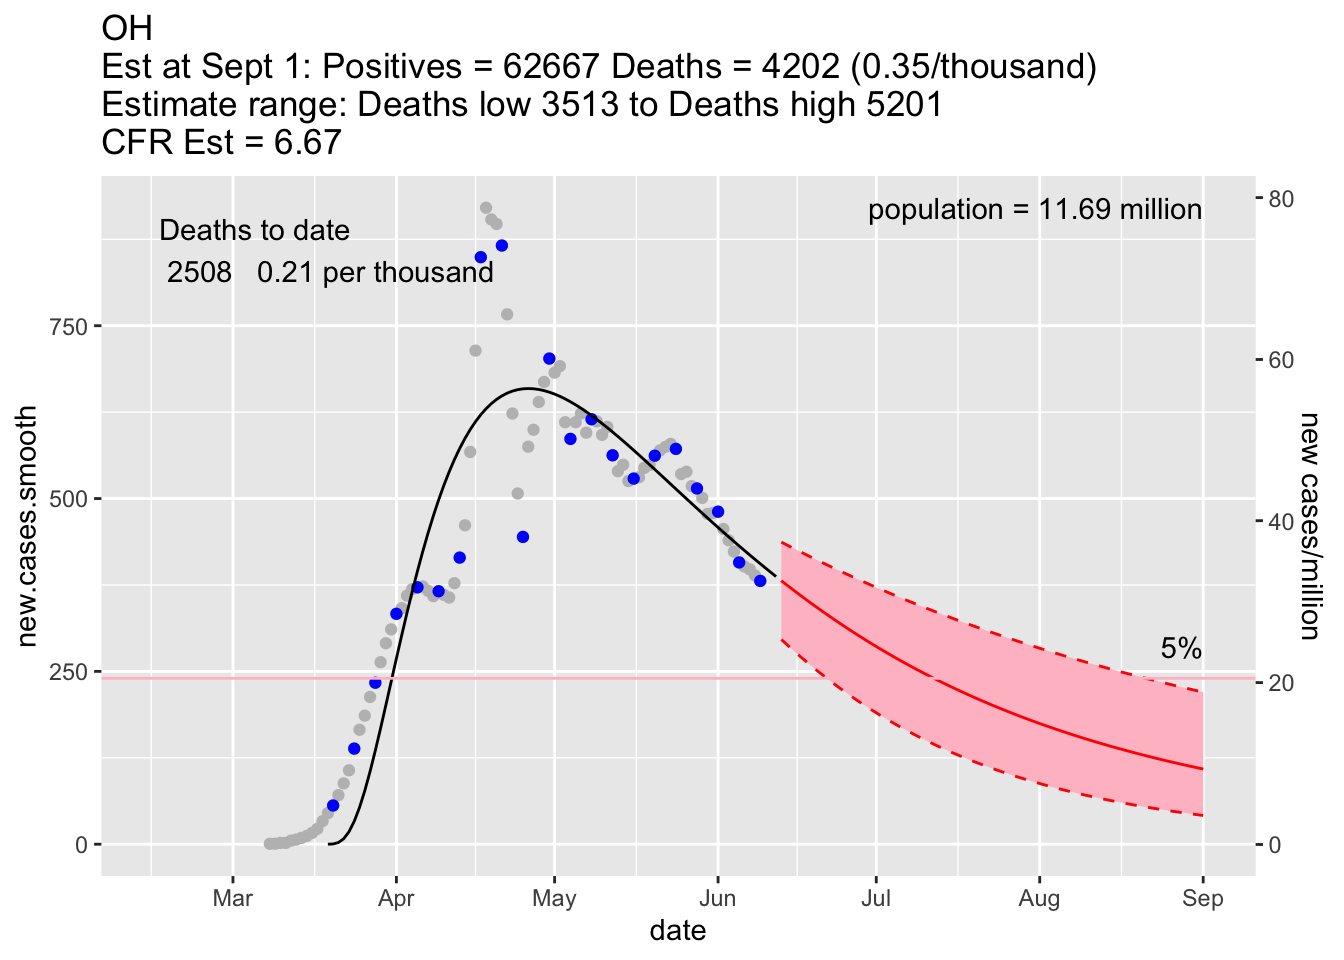 OH
Est at Sept 1: Positives = 62667 Deaths = 4202 (0.35/thousand)
Estimate range: Deaths low 3513 to Deaths high 5201
CFR Est = 6.67
Deaths to date
2508 0.21 per thousand
population = 11.69 million
5%
new.cases.smooth
750
500
250
0
80
60
40
20
0
new cases/million
Mar Apr May Jun Jul Aug Sep
date